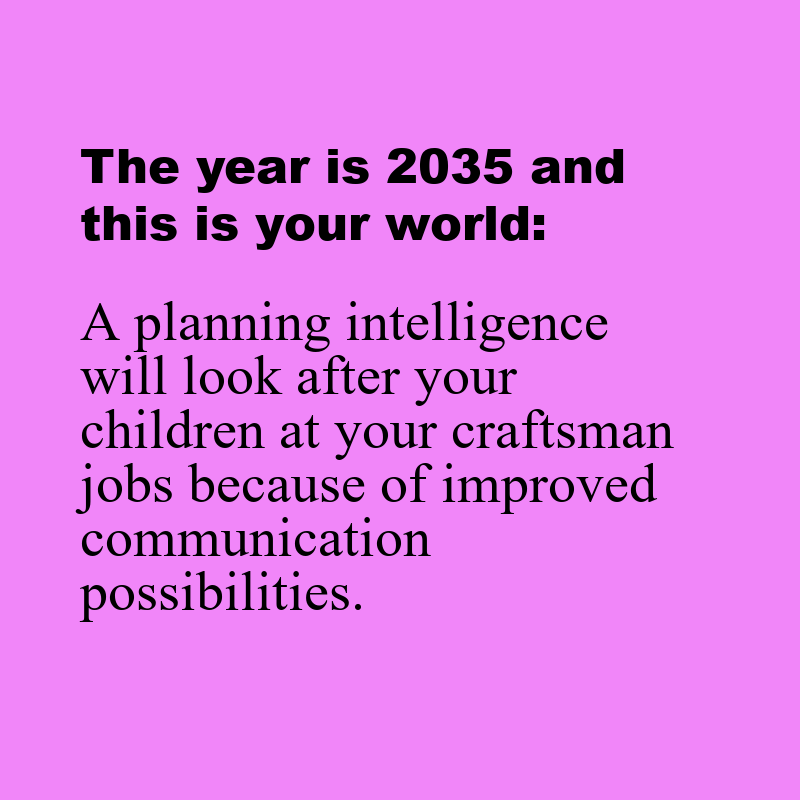 The year is 2035 and
this is your world:
A planning intelligence
will look after your
children at your craftsman
jobs because of improved
communication
possibilities.